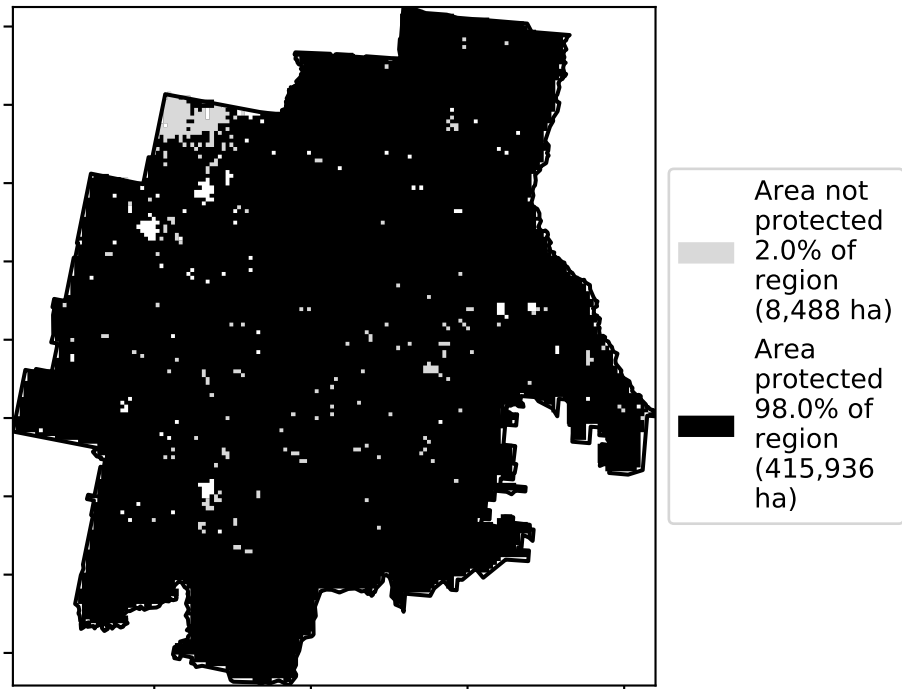 Area not
protected
2.0% of
region
(8,488 ha)
Area
protected
98.0% of
region
(415,936
ha)